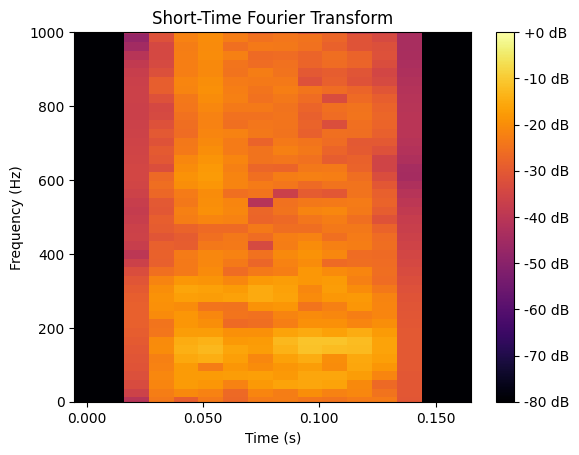 Short-Time Fourier Transform
1000
800
600
400
200
0
Frequency (Hz)
0.000
0.050
0.100
0.150
Time (s)
+0 dB
-10 dB
-20 dB
-30 dB
-40 dB
-50 dB
-60 dB
-70 dB
-80 dB